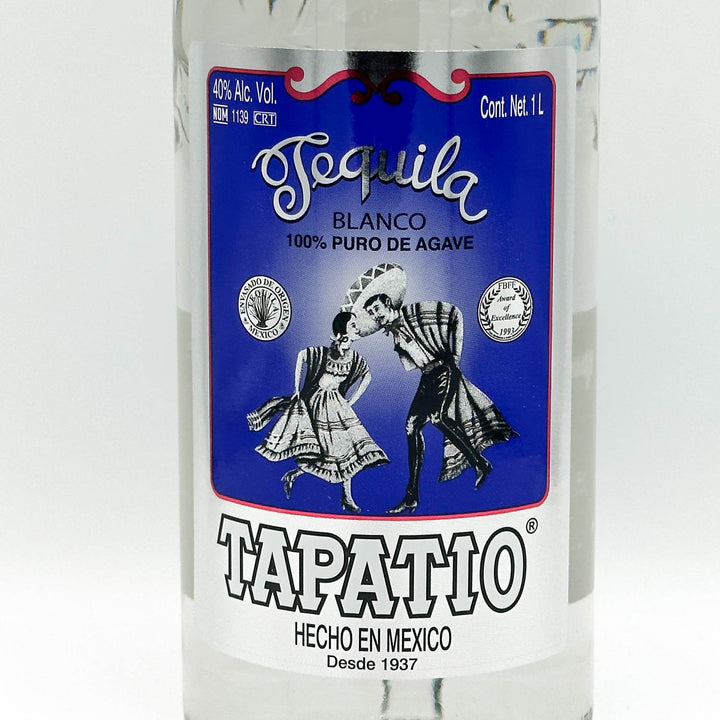 40% Alc. Vol.
NOM 1139 CRT
Cont. Net. 1 L
Tequila
BLANCO
100% PURO DE AGAVE
ENVASADO DE ORIGEN
MEXICO
FBFE
Award
of
Excellence
1993
TAPATIO®
HECHO EN MEXICO
Desde 1937